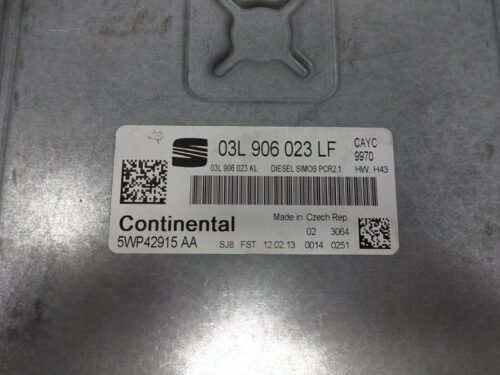 03L 906 023 LF CAYC
9970
03L 906 023 KL DIESEL SIMOS PCR2.1 HW: H43
Continental Made in Czech Rep.
02 3064
5WP42915 AA SJ8 FST 12.02.13 0014 0251